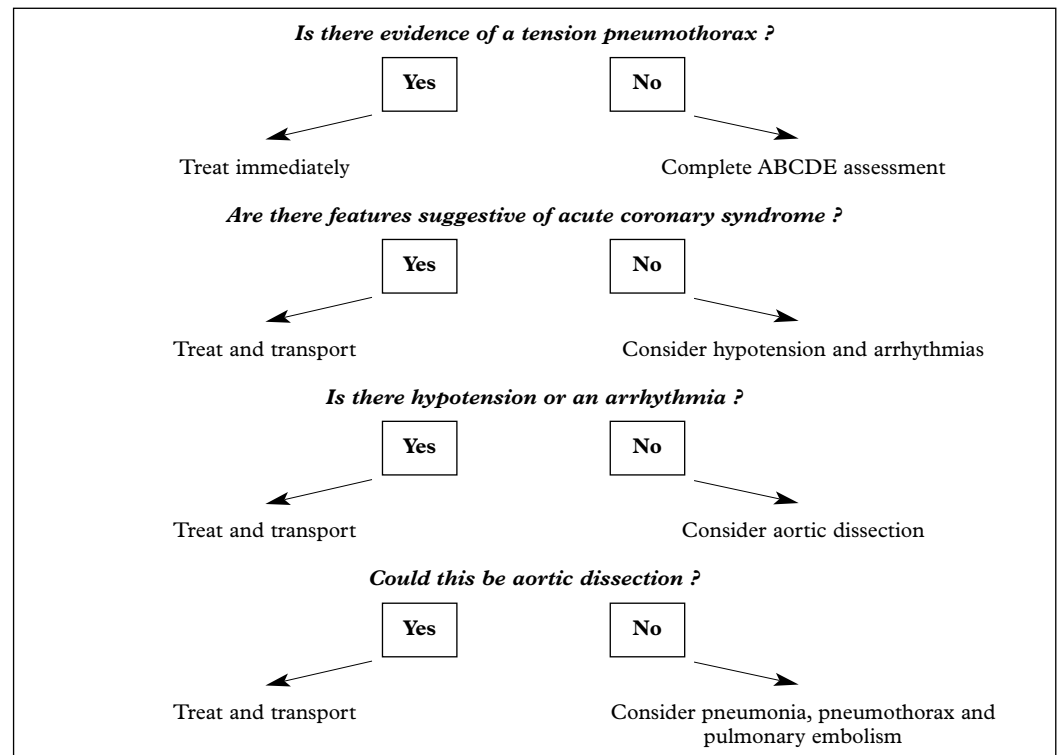 Is there evidence of a tension pneumothorax ?
Yes No
Treat immediately Complete ABCDE assessment
Are there features suggestive of acute coronary syndrome ?
Yes No
Treat and transport Consider hypotension and arrhythmias
Is there hypotension or an arrhythmia ?
Yes No
Treat and transport Consider aortic dissection
Could this be aortic dissection ?
Yes No
Treat and transport Consider pneumonia, pneumothorax and
pulmonary embolism